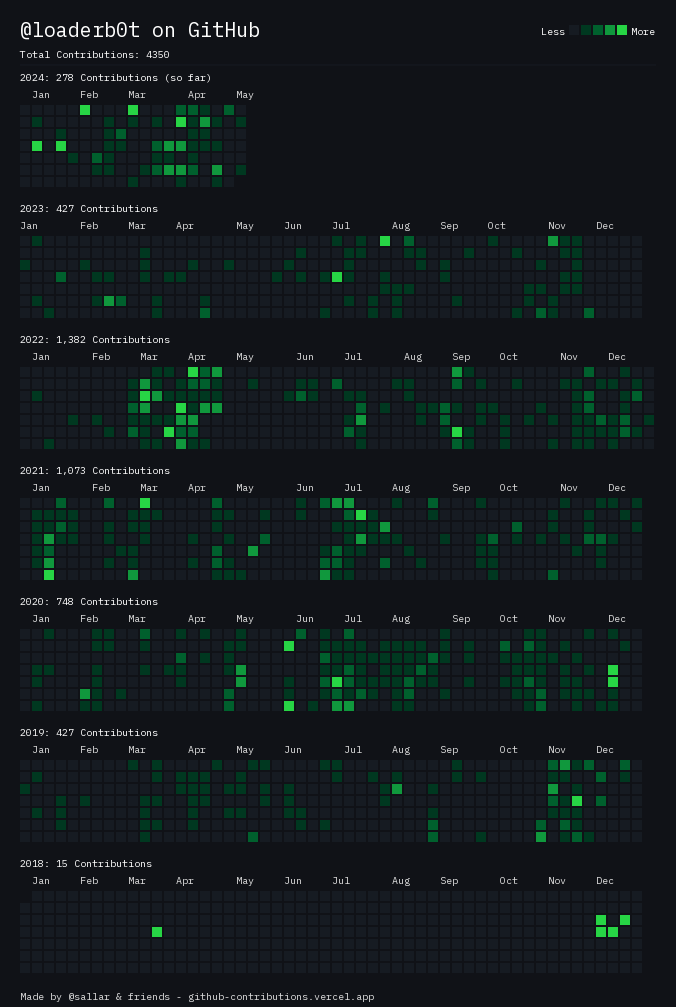 @loaderb0t on GitHub
Less More
Total Contributions: 4350
2024: 278 Contributions (so far)
Jan Feb Mar Apr May
2023: 427 Contributions
Jan Feb Mar Apr May Jun Jul Aug Sep Oct Nov Dec
2022: 1,382 Contributions
Jan Feb Mar Apr May Jun Jul Aug Sep Oct Nov Dec
2021: 1,073 Contributions
Jan Feb Mar Apr May Jun Jul Aug Sep Oct Nov Dec
2020: 748 Contributions
Jan Feb Mar Apr May Jun Jul Aug Sep Oct Nov Dec
2019: 427 Contributions
Jan Feb Mar Apr May Jun Jul Aug Sep Oct Nov Dec
2018: 15 Contributions
Jan Feb Mar Apr May Jun Jul Aug Sep Oct Nov Dec
Made by @sallar & friends - github-contributions.vercel.app